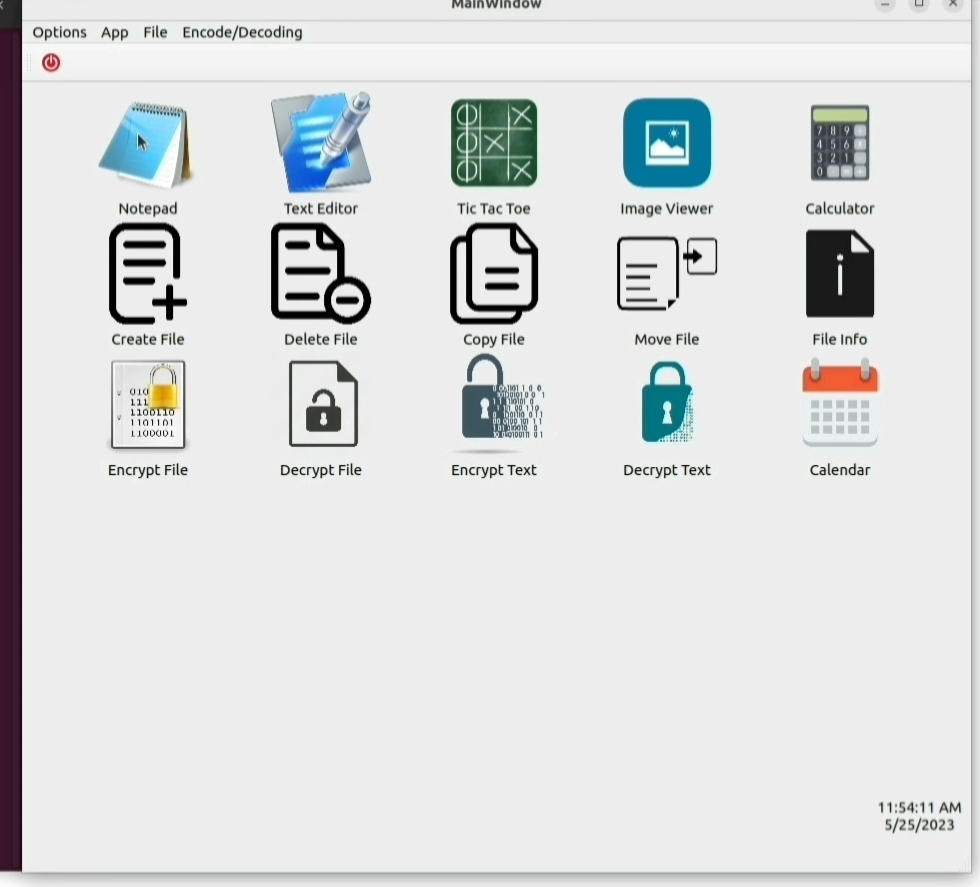 MainWindow
Options App File Encode/Decoding
Notepad Text Editor Tic Tac Toe Image Viewer Calculator
Create File Delete File Copy File Move File File Info
Encrypt File Decrypt File Encrypt Text Decrypt Text Calendar
11:54:11 AM
5/25/2023